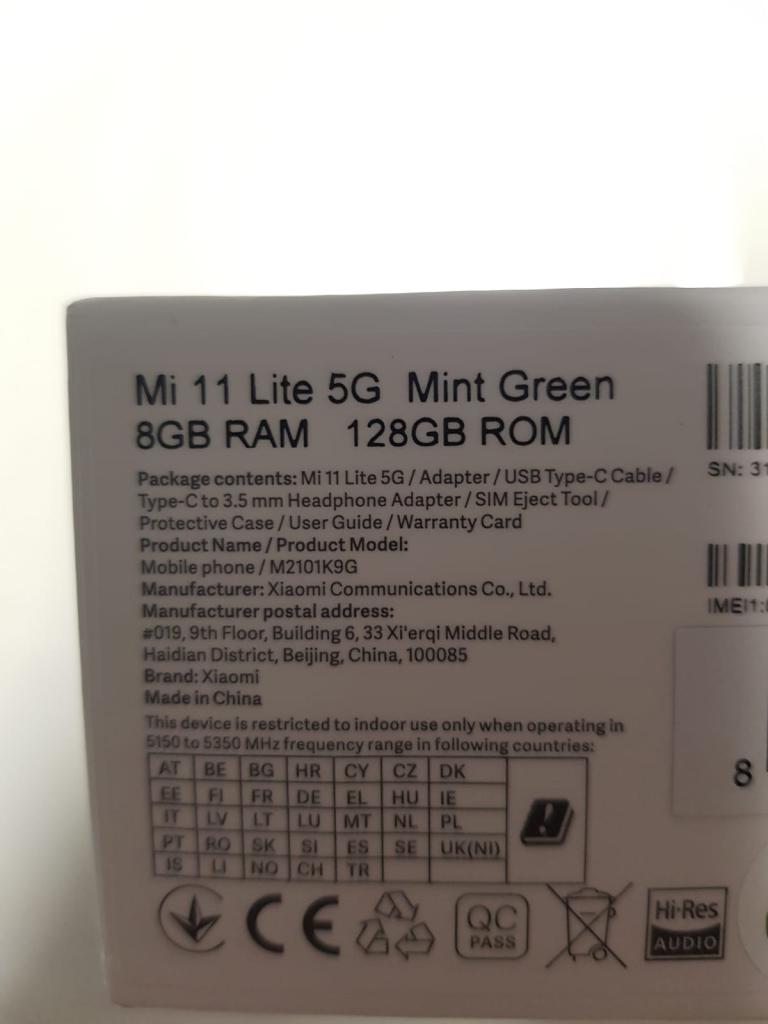 Mi 11 Lite 5G Mint Green
8GB RAM 128GB ROM
Package contents: Mi 11 Lite 5G / Adapter / USB Type-C Cable /
Type-C to 3.5 mm Headphone Adapter / SIM Eject Tool /
Protective Case / User Guide / Warranty Card
Product Name / Product Model:
Mobile phone / M2101K9G
Manufacturer: Xiaomi Communications Co., Ltd.
Manufacturer postal address:
#019, 9th Floor, Building 6, 33 Xi'erqi Middle Road,
Haidian District, Beijing, China, 100085
Brand: Xiaomi
Made in China
This device is restricted to indoor use only when operating in
5150 to 5350 MHz frequency range in following countries:
AT BE BG HR CY CZ DK
EE FI FR DE EL HU IE
IT LV LT LU MT NL PL
PT RO SK SI ES SE UK(NI)
IS LI NO CH TR
!
CE
QC
PASS
Hi-Res
AUDIO
SN: 31
IMEI1:
8